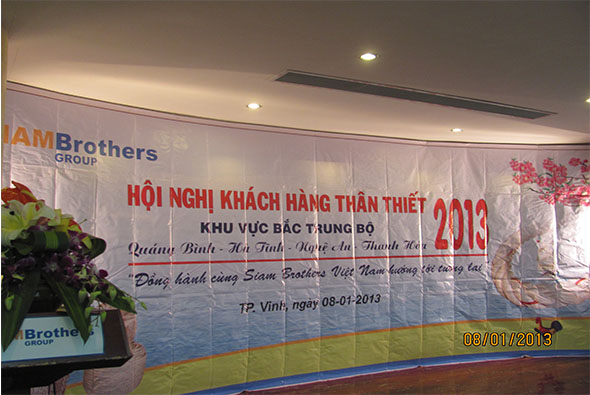 IAMBrothers
GROUP
HỘI NGHỊ KHÁCH HÀNG THÂN THIẾT
2013
KHU VỰC BẮC TRUNG BỘ
Quảng Bình - Hà Tĩnh - Nghệ An - Thanh Hóa
"Đồng hành cùng Siam Brothers Việt Nam hướng tới tương lai"
TP. Vinh, ngày 08-01-2013
IAMBrothers
GROUP
08/01/2013